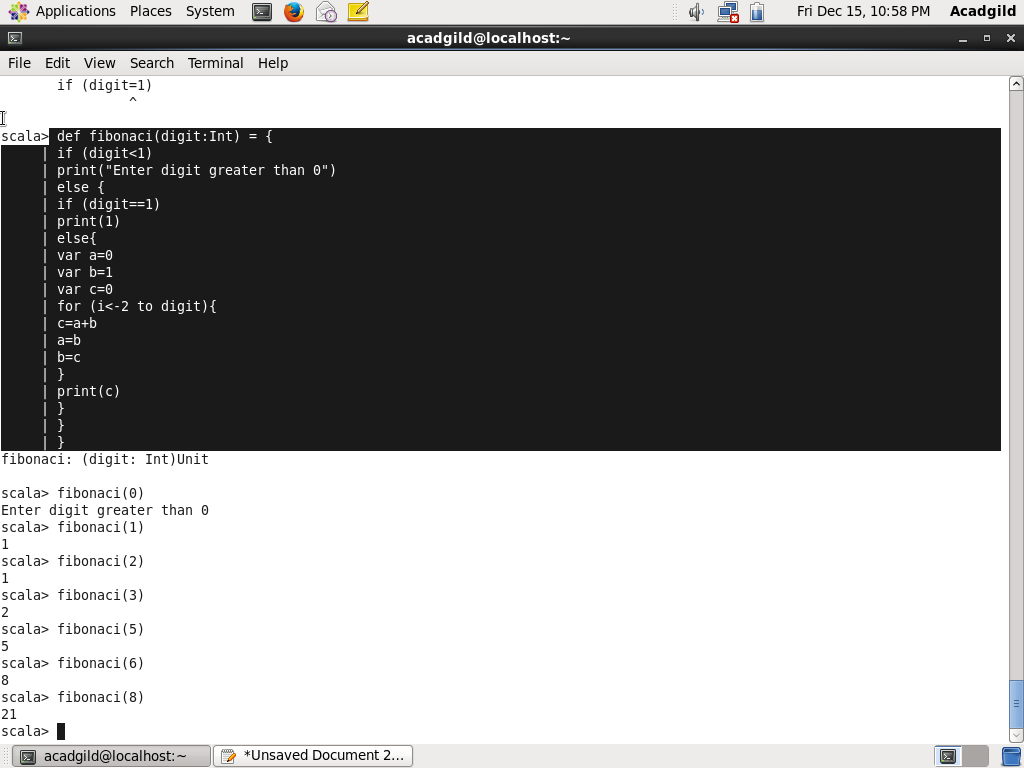 Applications Places System Fri Dec 15, 10:58 PM Acadgild
acadgild@localhost:~
File Edit View Search Terminal Help
if (digit=1)
^
scala> def fibonaci(digit:Int) = {
| if (digit<1)
| print("Enter digit greater than 0")
| else {
| if (digit==1)
| print(1)
| else{
| var a=0
| var b=1
| var c=0
| for (i<-2 to digit){
| c=a+b
| a=b
| b=c
| }
| print(c)
| }
| }
| }
fibonaci: (digit: Int)Unit
scala> fibonaci(0)
Enter digit greater than 0
scala> fibonaci(1)
1
scala> fibonaci(2)
1
scala> fibonaci(3)
2
scala> fibonaci(5)
5
scala> fibonaci(6)
8
scala> fibonaci(8)
21
scala>
acadgild@localhost:~ *Unsaved Document 2...